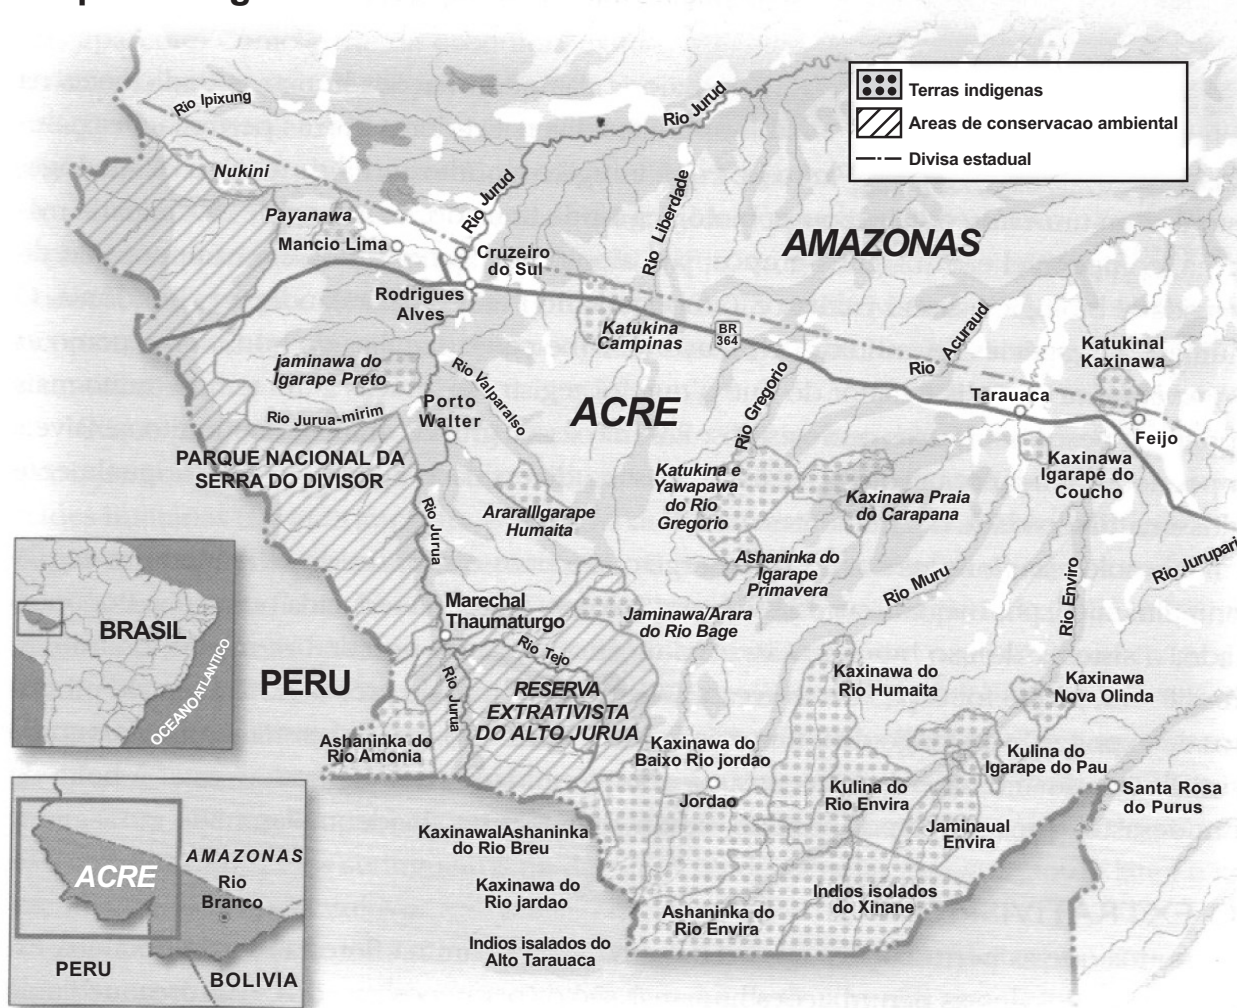 Terras indigenas
Areas de conservacao ambiental
Divisa estadual
Rio Ipixung
Rio Jurud
Nukini
Payanawa
Mancio Lima
Rio Jurud
Cruzeiro
do Sul
Rio Liberdade
AMAZONAS
Rodrigues
Alves
Katukina
Campinas
BR
364
Rio Acuraud
Katukinal
Kaxinawa
jaminawa do
Igarape Preto
Rio Valparalso
Rio Jurua-mirim
Porto
Walter
ACRE
Rio Gregorio
Tarauaca
Feijo
PARQUE NACIONAL DA
SERRA DO DIVISOR
Katukina e
Yawapawa
do Rio
Gregorio
Kaxinawa
Igarape do
Coucho
Kaxinawa Praia
do Carapana
ArarallIgarape
Humaita
Rio Jurua
Ashaninka do
Igarape
Primavera
Rio Muru
Rio Enviro
Rio Jurupari
BRASIL
OCEANOATLANTICO
Marechal
Thaumaturgo
Jaminawa/Arara
do Rio Bage
Rio Tejo
PERU
Rio Jurua
RESERVA
EXTRATIVISTA
DO ALTO JURUA
Kaxinawa do
Rio Humaita
Kaxinawa
Nova Olinda
Ashaninka do
Rio Amonia
Kaxinawa do
Baixo Rio jordao
Jordao
Kulina do
Igarape do Pau
Kulina do
Rio Envira
Santa Rosa
do Purus
Jaminaual
Envira
KaxinawalAshaninka
do Rio Breu
Kaxinawa do
Rio jardao
Indios isolados
do Xinane
Ashaninka do
Rio Envira
Indios isalados do
Alto Tarauaca
AMAZONAS
ACRE
Rio
Branco
PERU
BOLIVIA